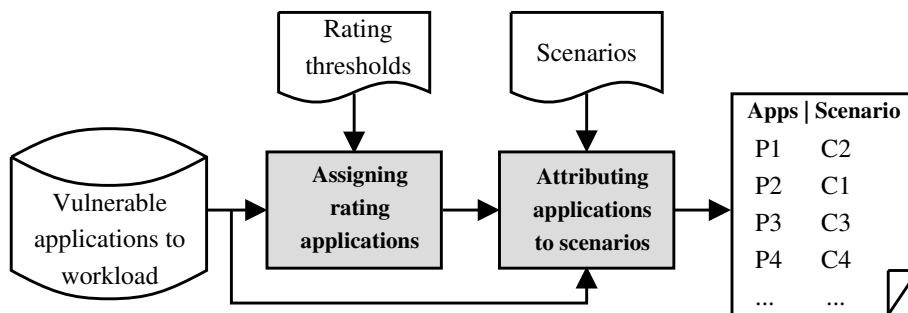 Rating
thresholds
Scenarios
Vulnerable
applications to
workload
Assigning
rating
applications
Attributing
applications
to scenarios
Apps | Scenario
P1 C2
P2 C1
P3 C3
P4 C4
... ...